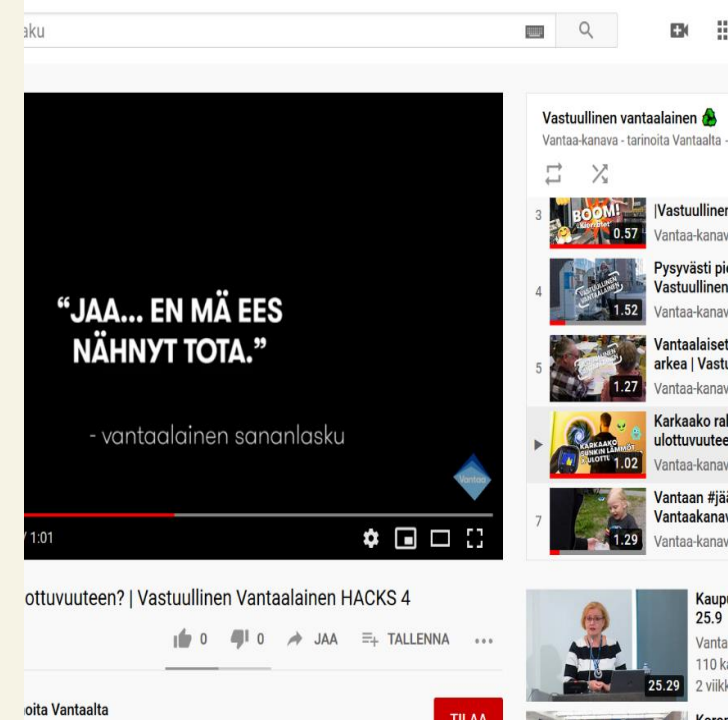 aku
“JAA... EN MÄ EES
NÄHNYT TOTA.”
- vantaalainen sananlasku
Vantaa
/ 1:01
ottuvuuteen? | Vastuullinen Vantaalainen HACKS 4
0 0 JAA TALLENNA
oita Vantaalta
TILAA
Vastuullinen vantaalainen
Vantaa-kanava - tarinoita Vantaalta -
3
BOOM!
0.57
|Vastuullinen
Vantaa-kanav
4
VASTUULLINEN
VANTAALAINEN
1.52
Pysyvästi pie
Vastuullinen
Vantaa-kanav
5
1.27
Vantaalaiset
arkea | Vastu
Vantaa-kanav
KARKAAKO
1.02
Karkaako ral
ulottuvuutee
Vantaa-kanav
7
1.29
Vantaan #jää
Vantaakanav
Vantaa-kanav
25.29
Kaupu
25.9
Vanta
110 ka
2 viikk